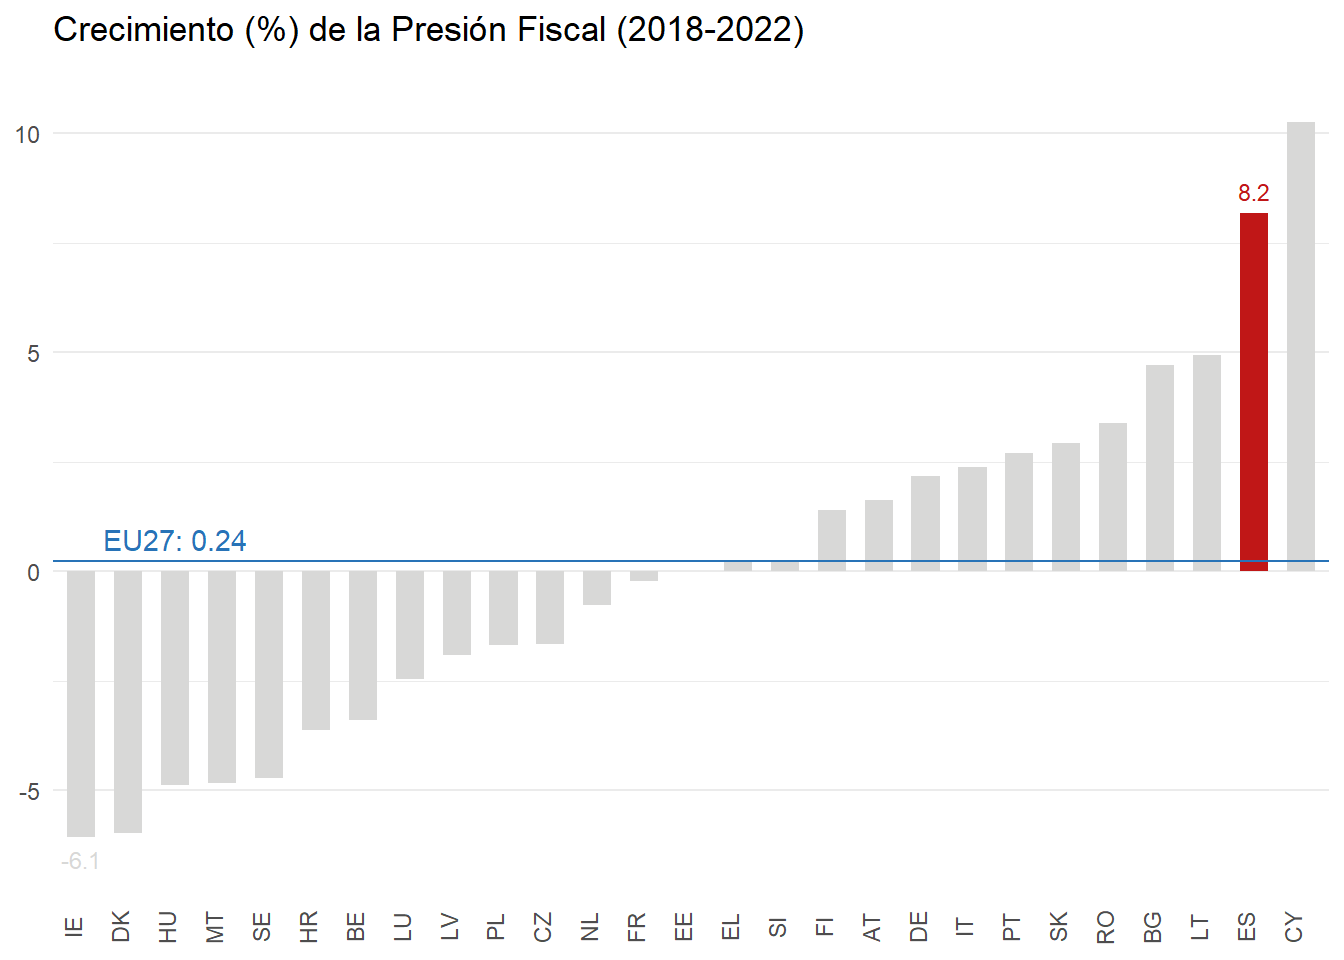 Crecimiento (%) de la Presión Fiscal (2018-2022)
10
8.2
5
EU27: 0.24
0
-5
-6.1
IE DK HU MT SE HR BE LU LV PL CZ NL FR EE EL SI FI AT DE IT PT SK RO BG LT ES CY